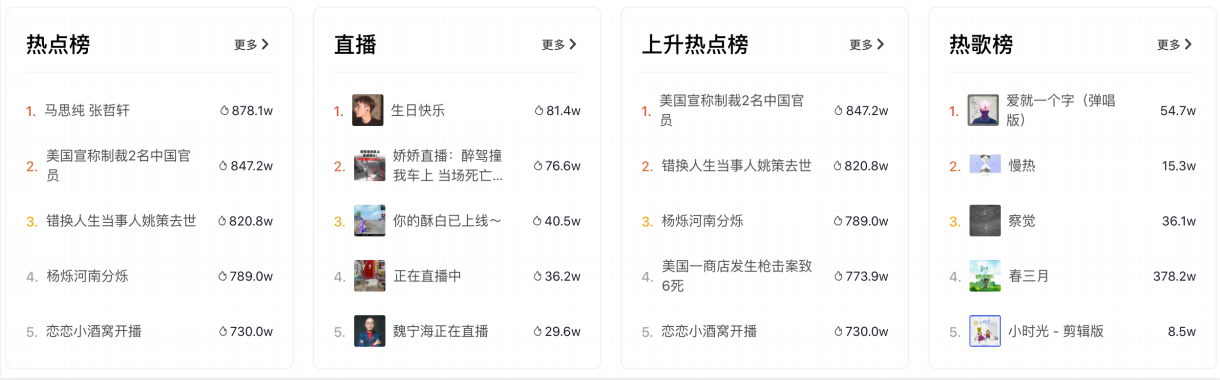 热点榜
更多
1. 马思纯 张哲轩
878.1w
2. 美国宣称制裁2名中国官
员
847.2w
3. 错换人生当事人姚策去世
820.8w
4. 杨烁河南分烁
789.0w
5. 恋恋小酒窝开播
730.0w
直播
更多
1. 生日快乐
81.4w
2. 娇娇直播：醉驾撞
我车上 当场死亡...
76.6w
3. 你的酥白已上线～
40.5w
4. 正在直播中
36.2w
5. 魏宁海正在直播
29.6w
上升热点榜
更多
1. 美国宣称制裁2名中国官
员
847.2w
2. 错换人生当事人姚策去世
820.8w
3. 杨烁河南分烁
789.0w
4. 美国一商店发生枪击案致
6死
773.9w
5. 恋恋小酒窝开播
730.0w
热歌榜
更多
1. 爱就一个字（弹唱
版）
54.7w
2. 慢热
15.3w
3. 察觉
36.1w
4. 春三月
378.2w
5. 小时光 - 剪辑版
8.5w